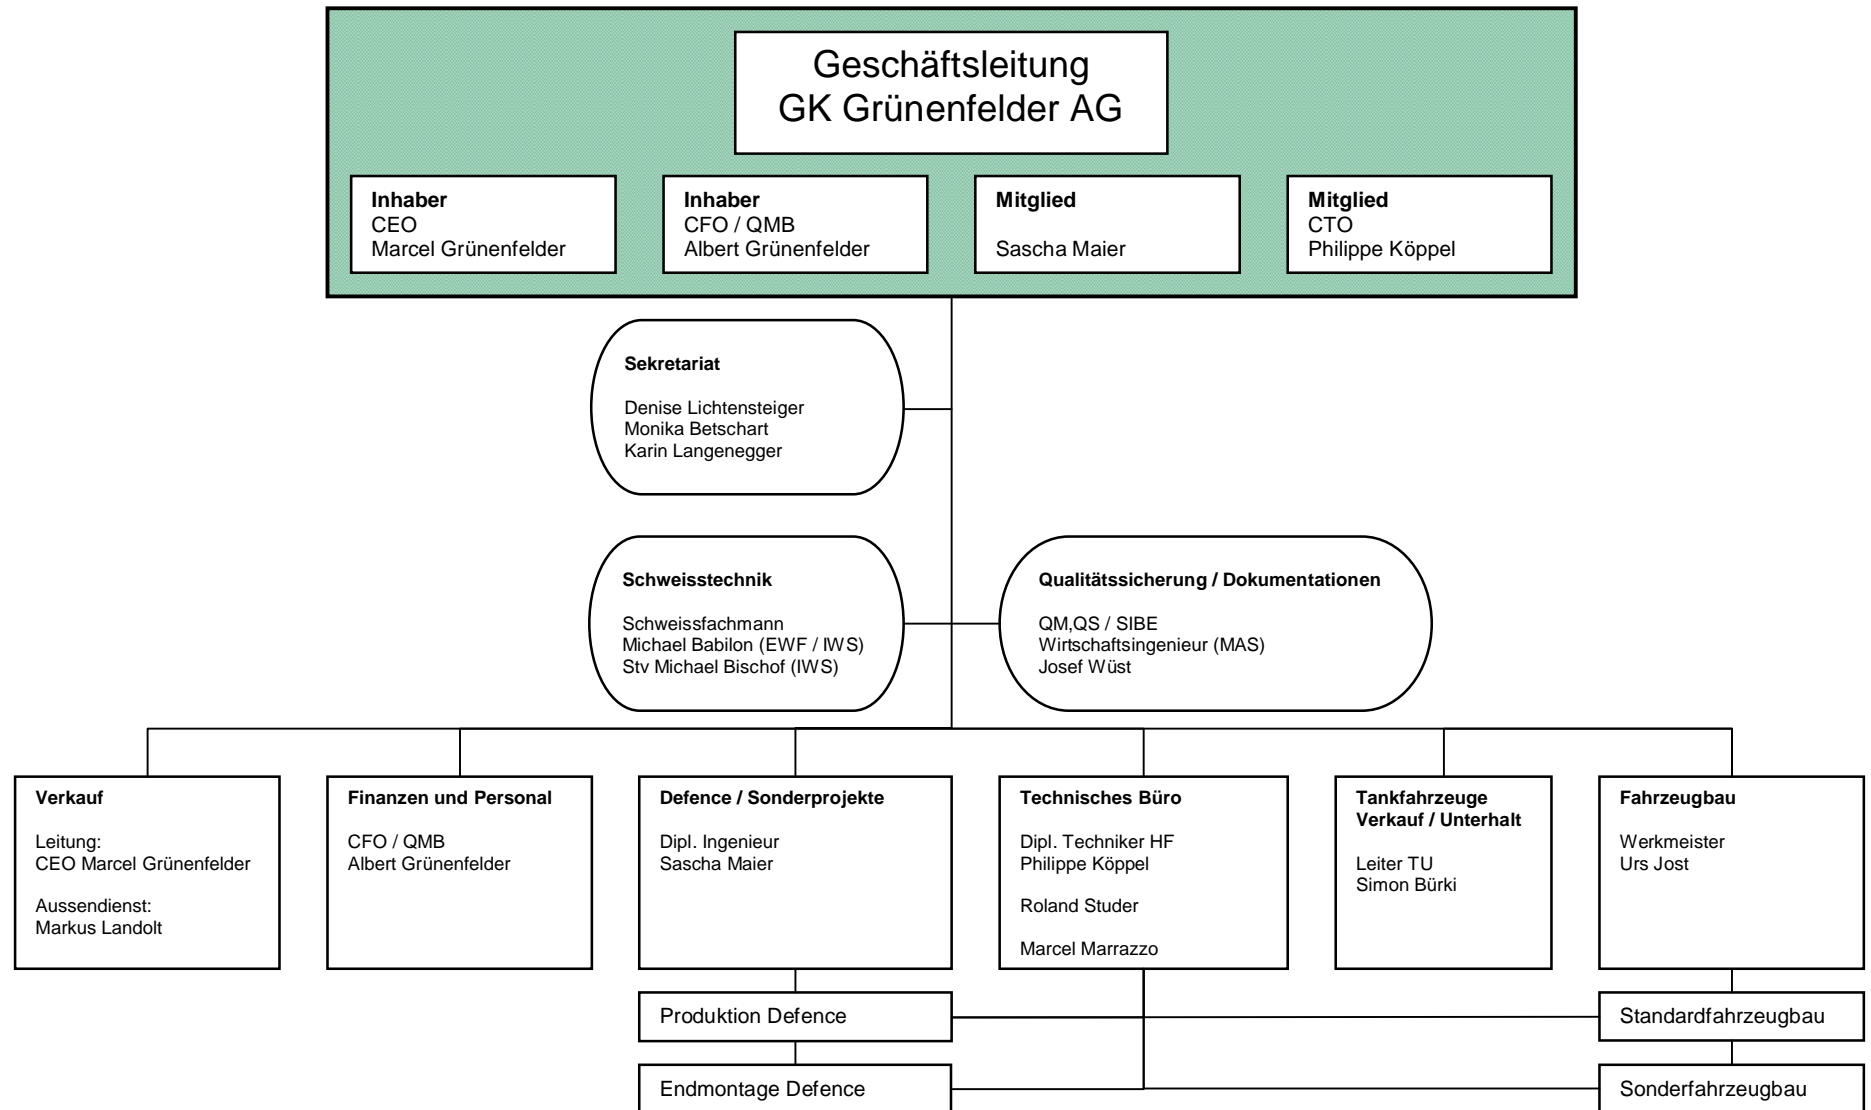 Geschäftsleitung
GK Grünenfelder AG
Inhaber
CEO
Marcel Grünenfelder
Inhaber
CFO / QMB
Albert Grünenfelder
Mitglied
Sascha Maier
Mitglied
CTO
Philippe Köppel
Sekretariat
Denise Lichtensteiger
Monika Betschart
Karin Langenegger
Schweisstechnik
Schweissfachmann
Michael Babilon (EWF / IWS)
Stv Michael Bischof (IWS)
Qualitätssicherung / Dokumentationen
QM,QS / SIBE
Wirtschaftsingenieur (MAS)
Josef Wüst
Verkauf
Leitung:
CEO Marcel Grünenfelder
Aussendienst:
Markus Landolt
Finanzen und Personal
CFO / QMB
Albert Grünenfelder
Defence / Sonderprojekte
Dipl. Ingenieur
Sascha Maier
Technisches Büro
Dipl. Techniker HF
Philippe Köppel
Roland Studer
Marcel Marrazzo
Tankfahrzeuge
Verkauf / Unterhalt
Leiter TU
Simon Bürki
Fahrzeugbau
Werkmeister
Urs Jost
Produktion Defence
Standardfahrzeugbau
Endmontage Defence
Sonderfahrzeugbau